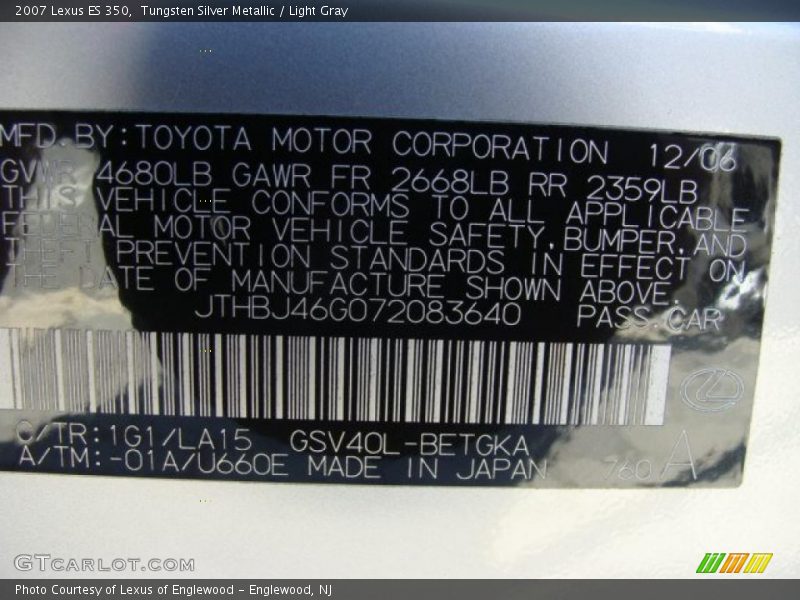 2007 Lexus ES 350, Tungsten Silver Metallic / Light Gray
MFD.BY:TOYOTA MOTOR CORPORATION 12/06
GVWR 4680LB GAWR FR 2668LB RR 2359LB
THIS VEHICLE CONFORMS TO ALL APPLICABLE
FEDERAL MOTOR VEHICLE SAFETY,BUMPER,AND
THEFT PREVENTION STANDARDS IN EFFECT ON
THE DATE OF MANUFACTURE SHOWN ABOVE.
JTHBJ46G072083640 PASS.CAR
C/TR:1G1/LA15 GSV40L-BETGKA
A/TM:-01A/U660E MADE IN JAPAN 760 A
GTCARLOT.COM
Photo Courtesy of Lexus of Englewood - Englewood, NJ